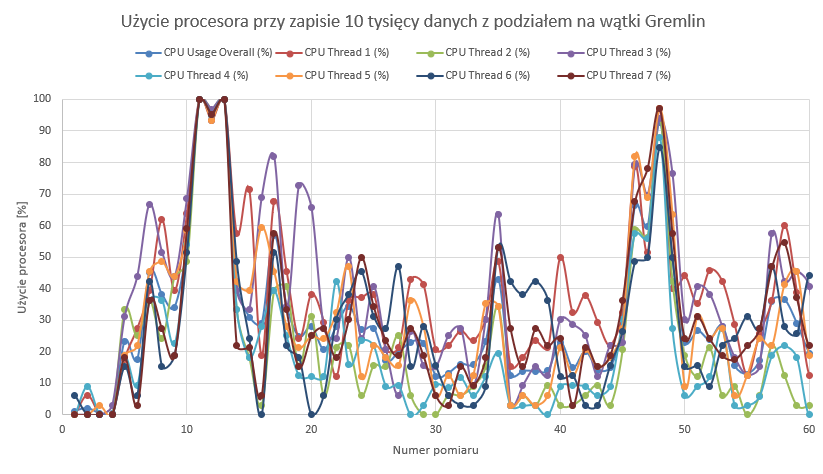 Użycie procesora przy zapisie 10 tysięcy danych z podziałem na wątki Gremlin
CPU Usage Overall (%) CPU Thread 1 (%) CPU Thread 2 (%) CPU Thread 3 (%)
CPU Thread 4 (%) CPU Thread 5 (%) CPU Thread 6 (%) CPU Thread 7 (%)
100
90
80
70
60
50
40
30
20
10
0
Użycie procesora [%]
0 10 20 30 40 50 60
Numer pomiaru